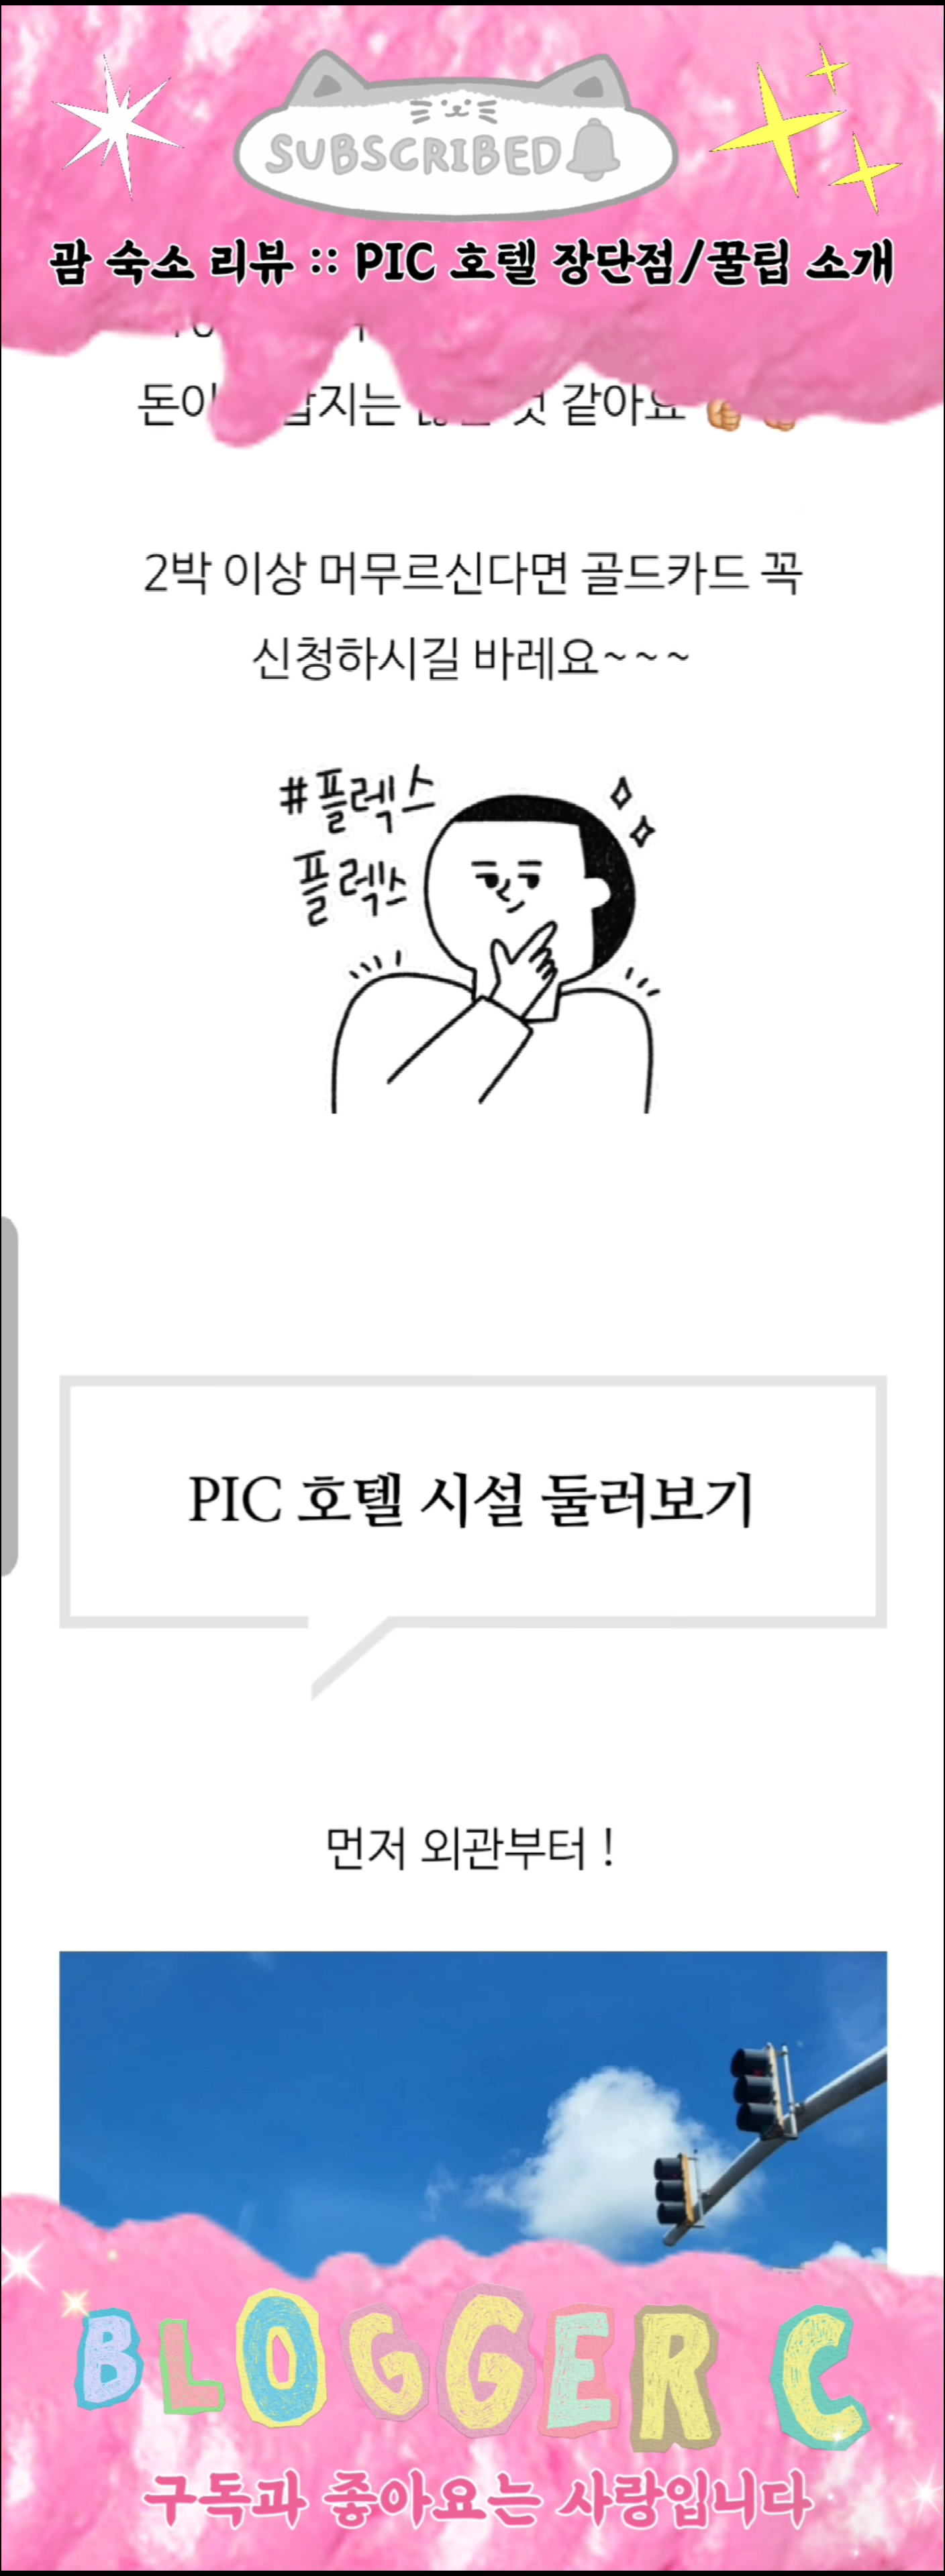 SUBSCRIBED
괌 숙소 리뷰 :: PIC 호텔 장단점/꿀팁 소개
같아요
2박 이상 머무르신다면 골드카드 꼭
신청하시길 바레요~~~
#플렉스
플렉스
PIC 호텔 시설 둘러보기
먼저 외관부터 !
BLOGGER C
구독과 좋아요는 사랑입니다